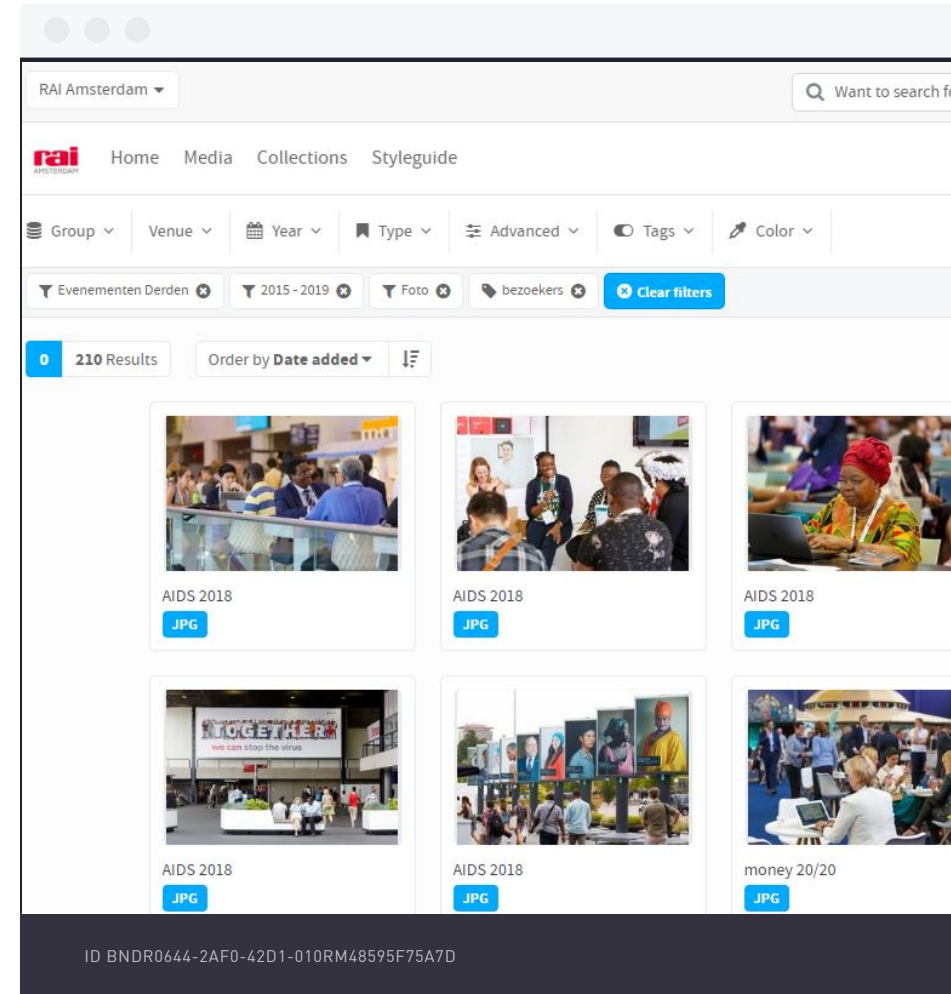 RAI Amsterdam
Want to search fo
rai
AMSTERDAM
Home Media Collections Styleguide
Group Venue Year Type Advanced Tags Color
Evenementen Derden 2015 - 2019 Foto bezoekers Clear filters
0 210 Results Order by Date added
AIDS 2018 AIDS 2018 AIDS 2018
JPG JPG JPG
TOGETHER
we can stop the virus
AIDS 2018 AIDS 2018 money 20/20
JPG JPG JPG
ID BNDR0644-2AF0-42D1-010RM48595F75A7D